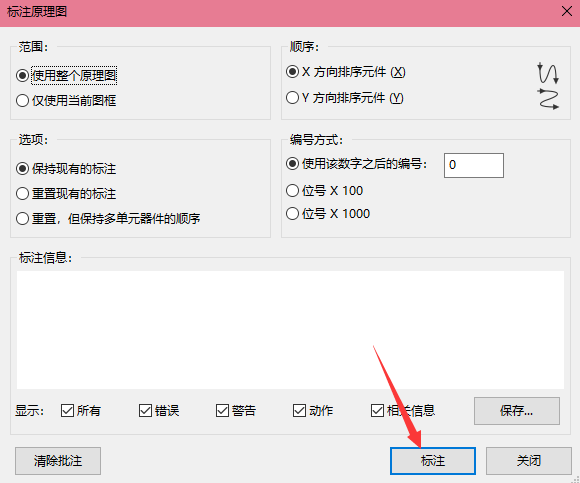 标注原理图
范围:
使用整个原理图
仅使用当前图框
顺序:
X 方向排序元件 (X)
Y 方向排序元件 (Y)
选项:
保持现有的标注
重置现有的标注
重置，但保持多单元器件的顺序
编号方式:
使用该数字之后的编号: 0
位号 X 100
位号 X 1000
标注信息:
显示: 所有 错误 警告 动作 相关信息 保存...
清除批注 标注 关闭